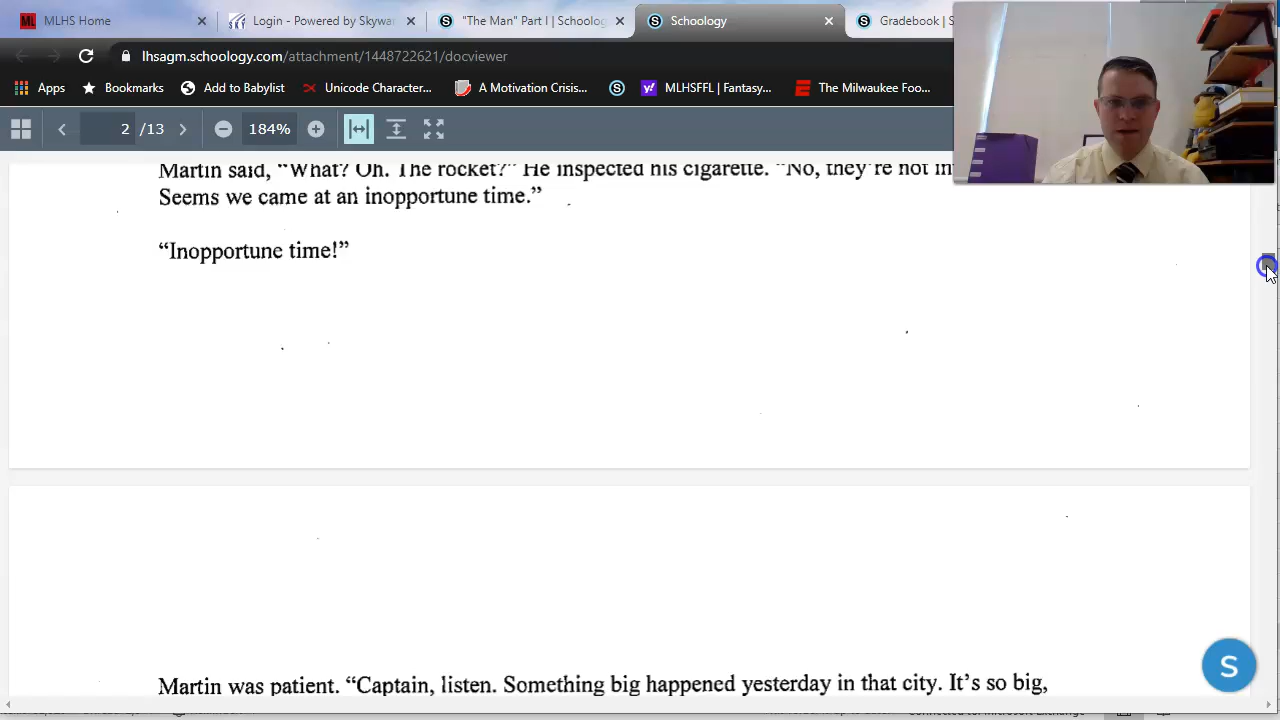 MLHS Home
Login - Powered by Skywar
"The Man" Part I | Schoolog
Schoology
Gradebook | S
lhsagm.schoology.com/attachment/1448722621/docviewer
Apps
Bookmarks
Add to Babylist
Unicode Character...
A Motivation Crisis...
MLHSFFL | Fantasy...
The Milwaukee Foo...
2 /13
184%
Martin said, “What? Oh. The rocket?” He inspected his cigarette. “No, they’re not in
Seems we came at an inopportune time.”
“Inopportune time!”
Martin was patient. “Captain, listen. Something big happened yesterday in that city. It’s so big,
S